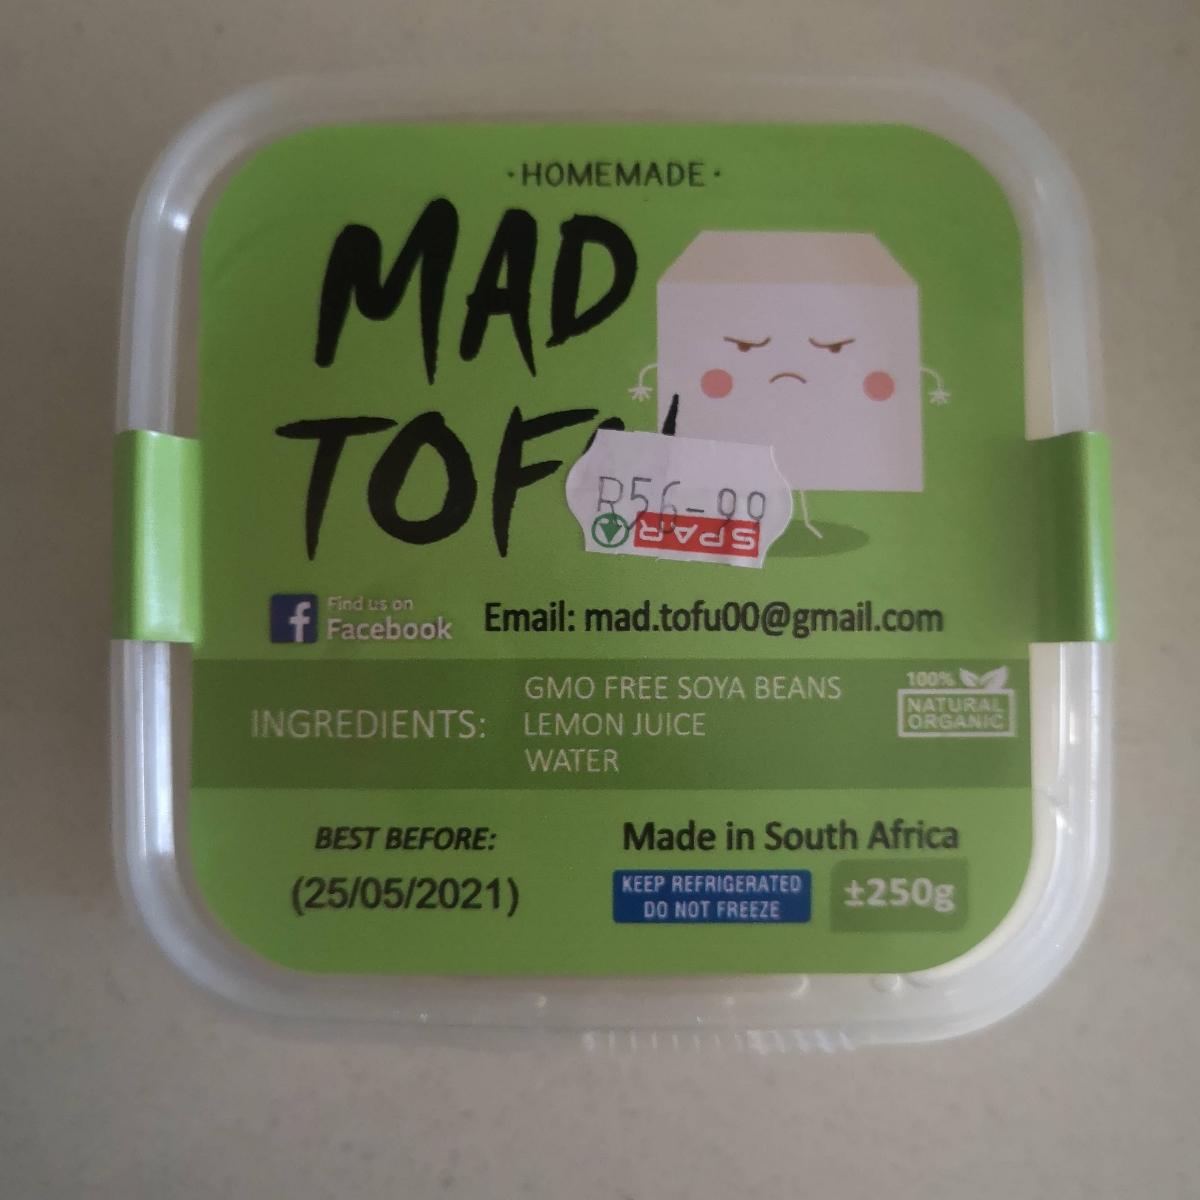 ·HOMEMADE·
MAD
TOFU
R56-99
SPAR
f
Find us on
Facebook
Email: mad.tofu00@gmail.com
INGREDIENTS:
GMO FREE SOYA BEANS
LEMON JUICE
WATER
100%
NATURAL
ORGANIC
BEST BEFORE:
(25/05/2021)
Made in South Africa
KEEP REFRIGERATED
DO NOT FREEZE
±250g